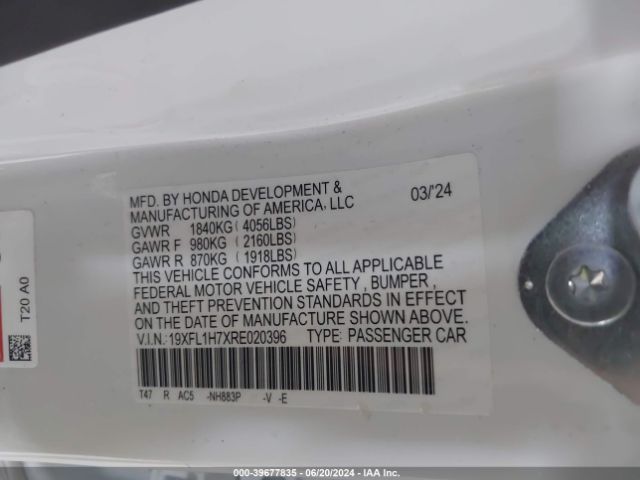 MFD. BY HONDA DEVELOPMENT & 03/'24
MANUFACTURING OF AMERICA, LLC
GVWR 1840KG ( 4056LBS)
GAWR F 980KG ( 2160LBS)
GAWR R 870KG ( 1918LBS)
THIS VEHICLE CONFORMS TO ALL APPLICABLE
FEDERAL MOTOR VEHICLE SAFETY , BUMPER ,
AND THEFT PREVENTION STANDARDS IN EFFECT
ON THE DATE OF MANUFACTURE SHOWN ABOVE.
V.I.N.: 19XFL1H7XRE020396 TYPE: PASSENGER CAR
T47 R AC5 -NH883P -V -E
T20 A0
000-39677835 - 06/20/2024 - IAA Inc.